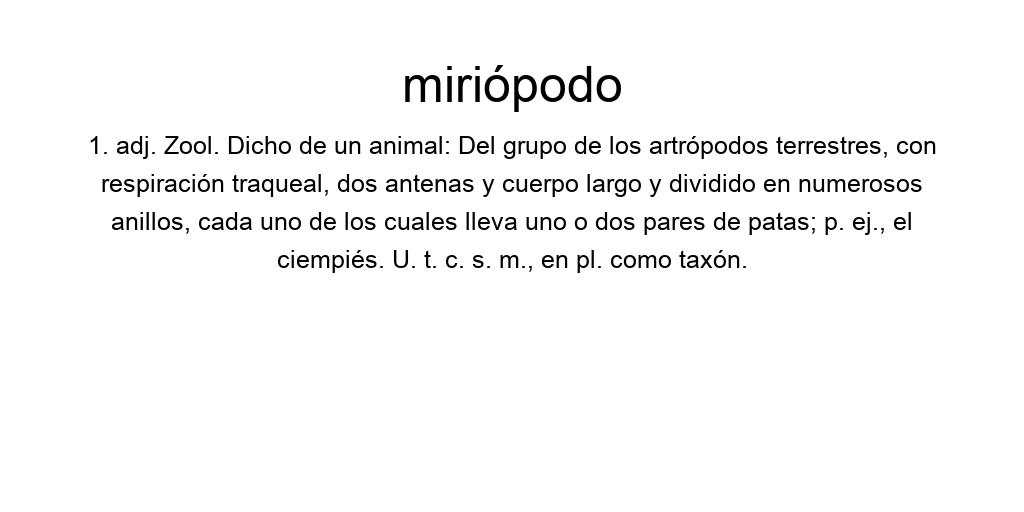 miriópodo
1. adj. Zool. Dicho de un animal: Del grupo de los artrópodos terrestres, con
respiración traqueal, dos antenas y cuerpo largo y dividido en numerosos
anillos, cada uno de los cuales lleva uno o dos pares de patas; p. ej., el
ciempiés. U. t. c. s. m., en pl. como taxón.